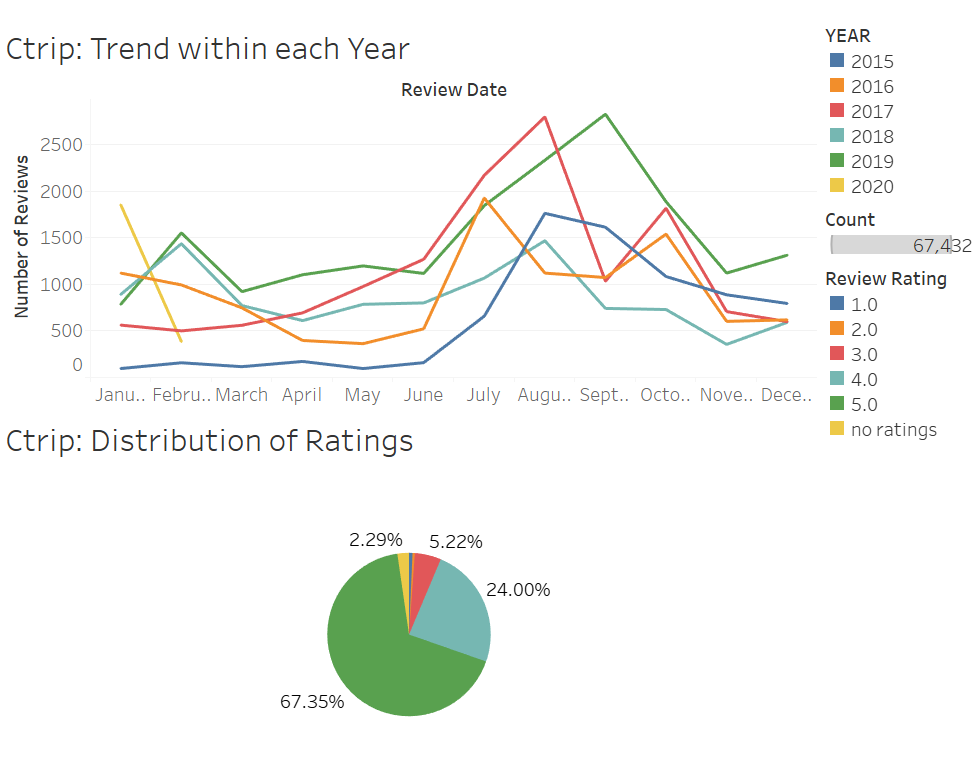 Ctrip: Trend within each Year
Review Date
Number of Reviews
2500
2000
1500
1000
500
0
Janu.. Febru.. March April May June July Augu.. Sept.. Octo.. Nove.. Dece..
YEAR
2015
2016
2017
2018
2019
2020
Count
67,432
Review Rating
1.0
2.0
3.0
4.0
5.0
no ratings
Ctrip: Distribution of Ratings
2.29% 5.22%
24.00%
67.35%